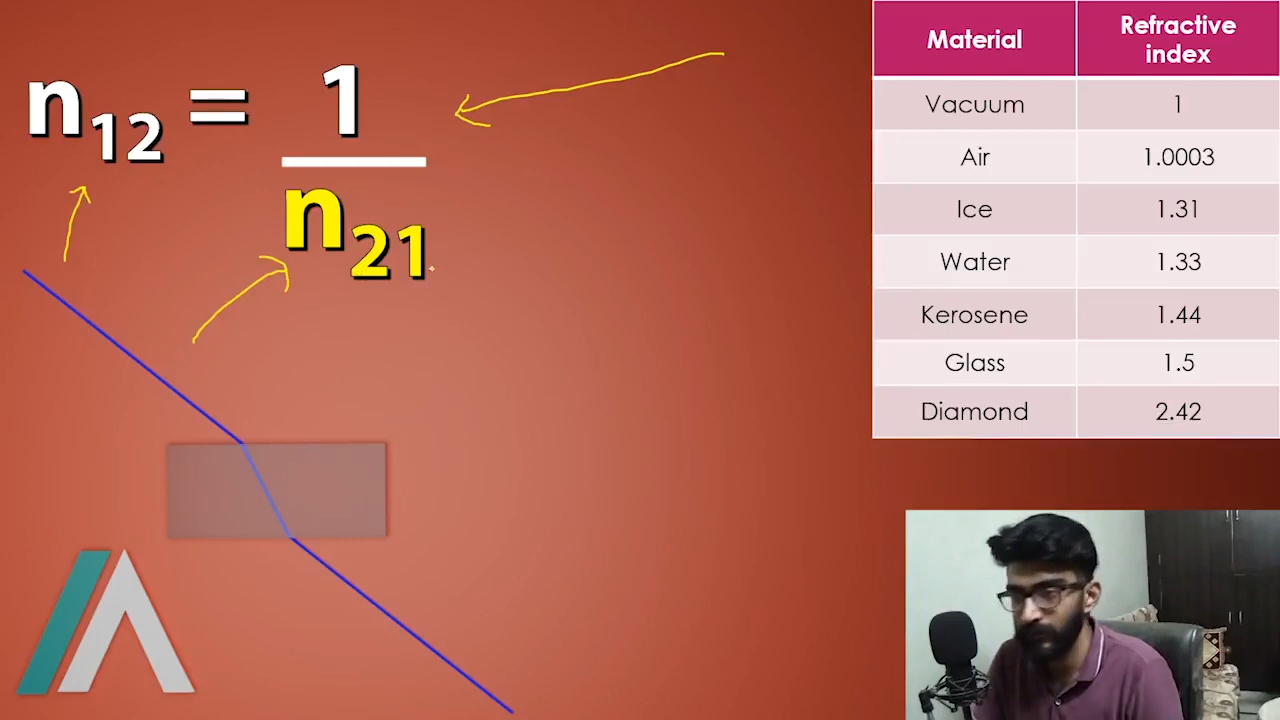 n12 = 1
n21
Material Refractive index
Vacuum 1
Air 1.0003
Ice 1.31
Water 1.33
Kerosene 1.44
Glass 1.5
Diamond 2.42